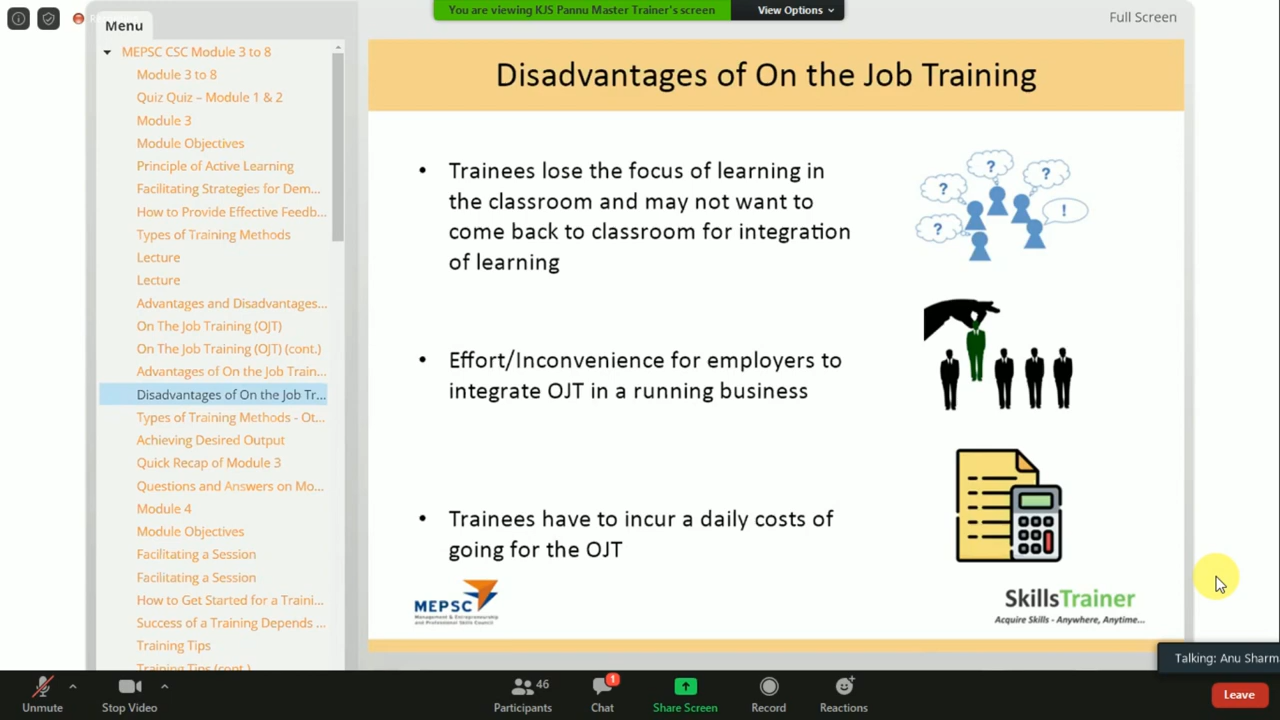 You are viewing KJS Pannu Master Trainer's screen
View Options
Full Screen
Menu
MEPSC CSC Module 3 to 8
Module 3 to 8
Quiz Quiz – Module 1 & 2
Module 3
Module Objectives
Principle of Active Learning
Facilitating Strategies for Dem...
How to Provide Effective Feedb...
Types of Training Methods
Lecture
Lecture
Advantages and Disadvantages...
On The Job Training (OJT)
On The Job Training (OJT) (cont.)
Advantages of On the Job Train...
Disadvantages of On the Job Tr...
Types of Training Methods - Ot...
Achieving Desired Output
Quick Recap of Module 3
Questions and Answers on Mo...
Module 4
Module Objectives
Facilitating a Session
Facilitating a Session
How to Get Started for a Traini...
Success of a Training Depends ...
Training Tips
Training Tips (cont.)
Disadvantages of On the Job Training
• Trainees lose the focus of learning in
the classroom and may not want to
come back to classroom for integration
of learning
? ? ? ? !
• Effort/Inconvenience for employers to
integrate OJT in a running business
• Trainees have to incur a daily costs of
going for the OJT
MEPSC
Management & Entrepreneurship
and Professional Skills Council
SkillsTrainer
Acquire Skills - Anywhere, Anytime...
Talking: Anu Sharm
Unmute
Stop Video
46
Participants
1
Chat
Share Screen
Record
Reactions
Leave